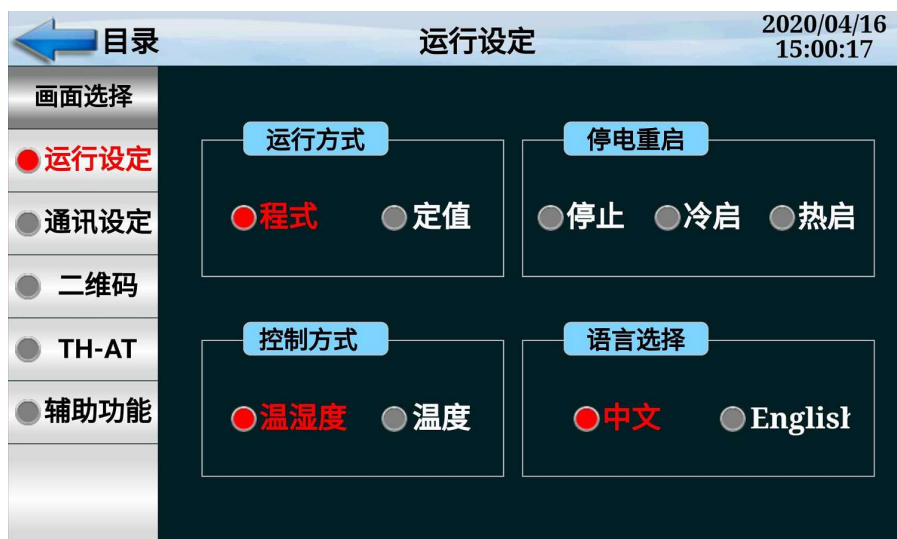 目录
运行设定
2020/04/16
15:00:17
画面选择
运行设定
通讯设定
二维码
TH-AT
辅助功能
运行方式
程式
定值
停电重启
停止
冷启
热启
控制方式
温湿度
温度
语言选择
中文
English